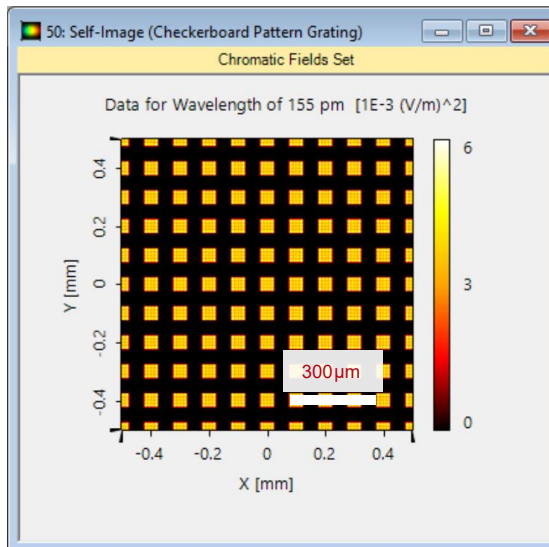 50: Self-Image (Checkerboard Pattern Grating)
Chromatic Fields Set
Data for Wavelength of 155 pm [1E-3 (V/m)^2]
6
3
0
Y [mm]
0.4
0.2
0
-0.2
-0.4
300µm
-0.4
-0.2
0
0.2
0.4
X [mm]